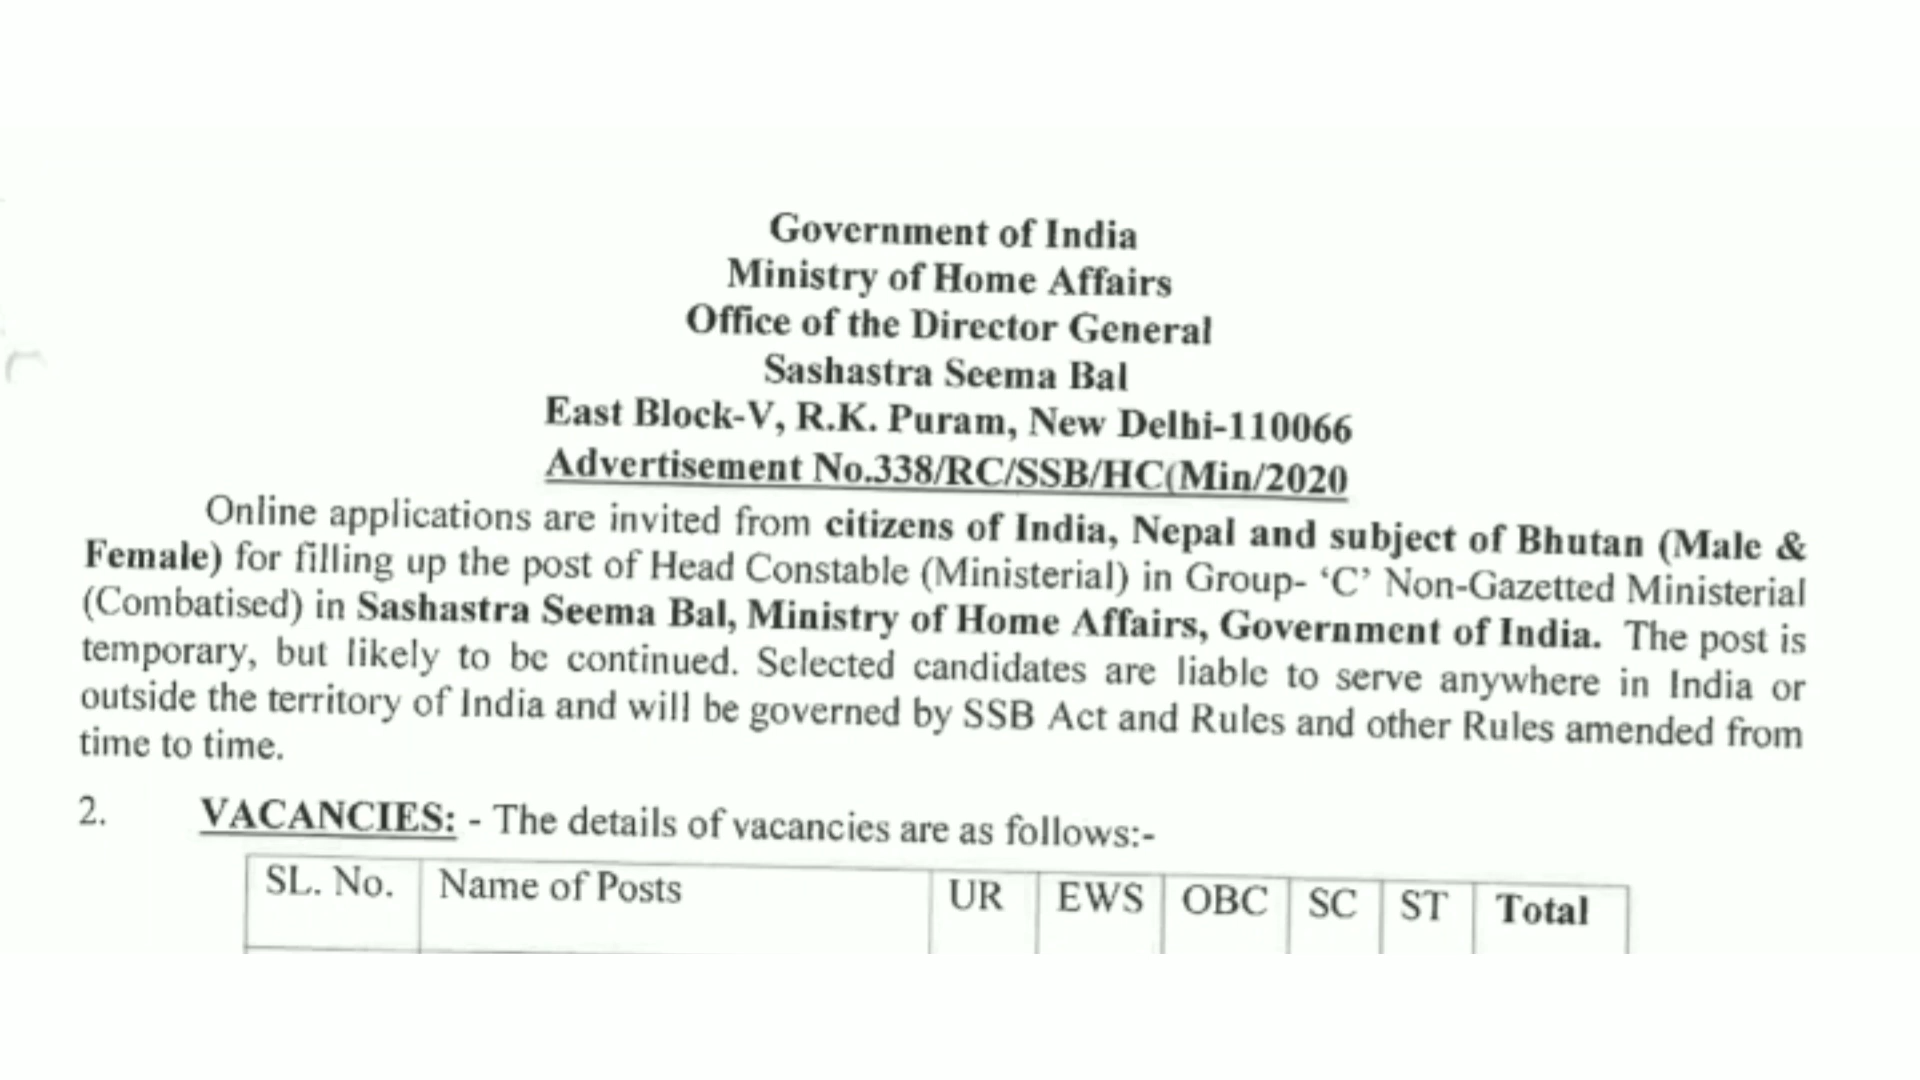 Government of India
Ministry of Home Affairs
Office of the Director General
Sashastra Seema Bal
East Block-V, R.K. Puram, New Delhi-110066
Advertisement No.338/RC/SSB/HC(Min/2020
Online applications are invited from citizens of India, Nepal and subject of Bhutan (Male &
Female) for filling up the post of Head Constable (Ministerial) in Group- ‘C’ Non-Gazetted Ministerial
(Combatised) in Sashastra Seema Bal, Ministry of Home Affairs, Government of India. The post is
temporary, but likely to be continued. Selected candidates are liable to serve anywhere in India or
outside the territory of India and will be governed by SSB Act and Rules and other Rules amended from
time to time.
2. VACANCIES: - The details of vacancies are as follows:-
SL. No. Name of Posts UR EWS OBC SC ST Total